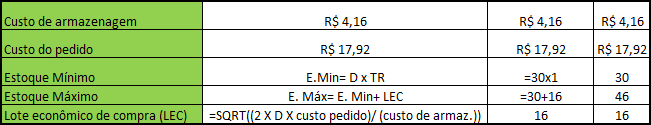 Custo de armazenagem R$ 4,16 R$ 4,16 R$ 4,16
Custo do pedido R$ 17,92 R$ 17,92 R$ 17,92
Estoque Mínimo E.Min= D x TR =30x1 30
Estoque Máximo E. Máx= E. Min+ LEC =30+16 46
Lote econômico de compra (LEC) =SQRT((2 X D X custo pedido)/ (custo de armaz.)) 16 16